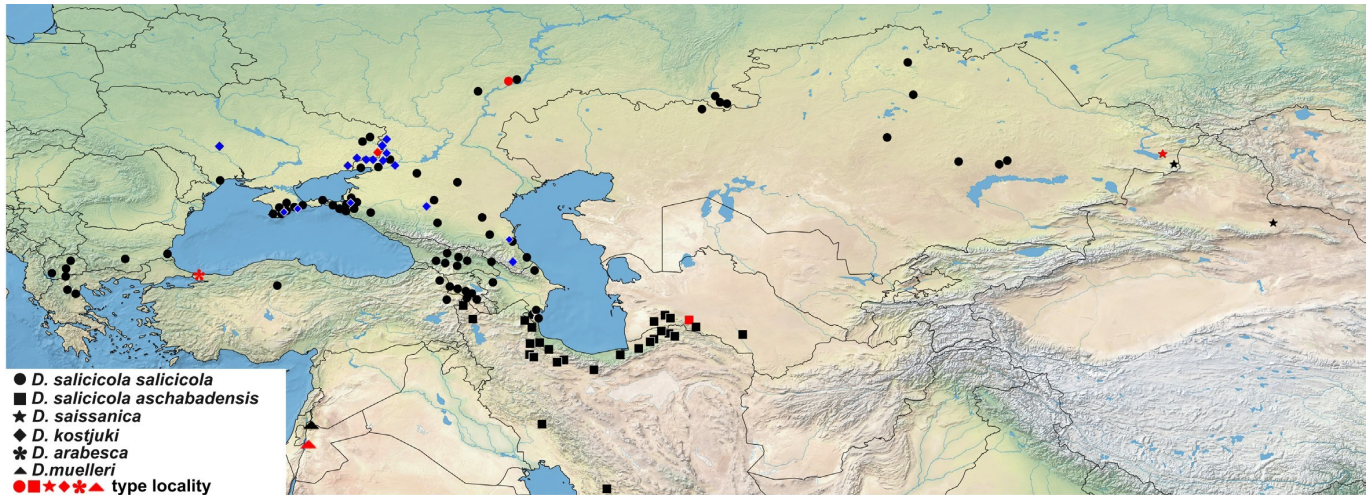 D. salicicola salicicola
D. salicicola aschabadensis
D. saissanica
D. kostjuki
D. arabesca
D.muelleri
type locality